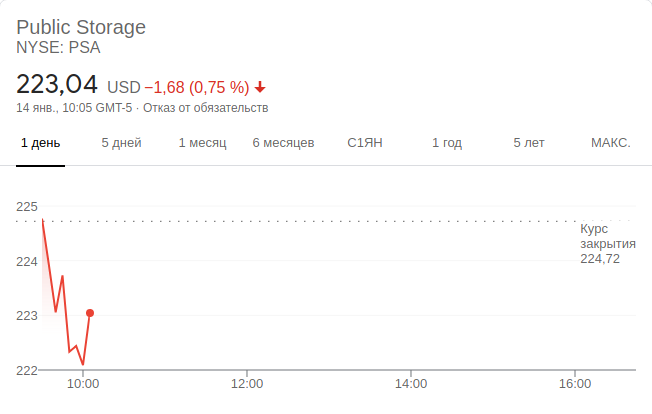 Public Storage
NYSE: PSA
223,04 USD −1,68 (0,75 %)
14 янв., 10:05 GMT-5 · Отказ от обязательств
1 день 5 дней 1 месяц 6 месяцев С1ЯН 1 год 5 лет МАКС.
225
Курс
закрытия
224,72
224
223
222
10:00 12:00 14:00 16:00